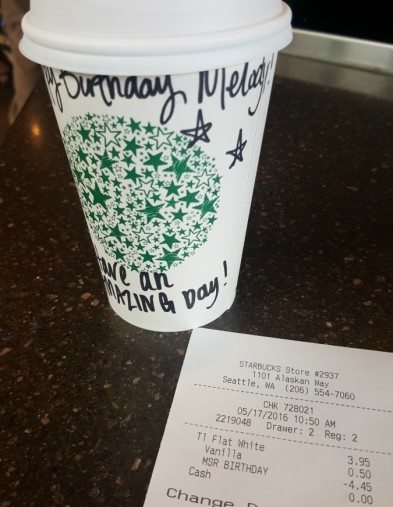 Birthday Melody!
an
AMAZING Day!
STARBUCKS Store #2937
1101 Alaskan Way
Seattle, WA (206) 554-7060
CHK 728021
05/17/2016 10:50 AM
2219048 Drawer: 2 Reg: 2
Tl Flat White 3.95
Vanilla 0.50
MSR BIRTHDAY -4.45
Cash 0.00
Change